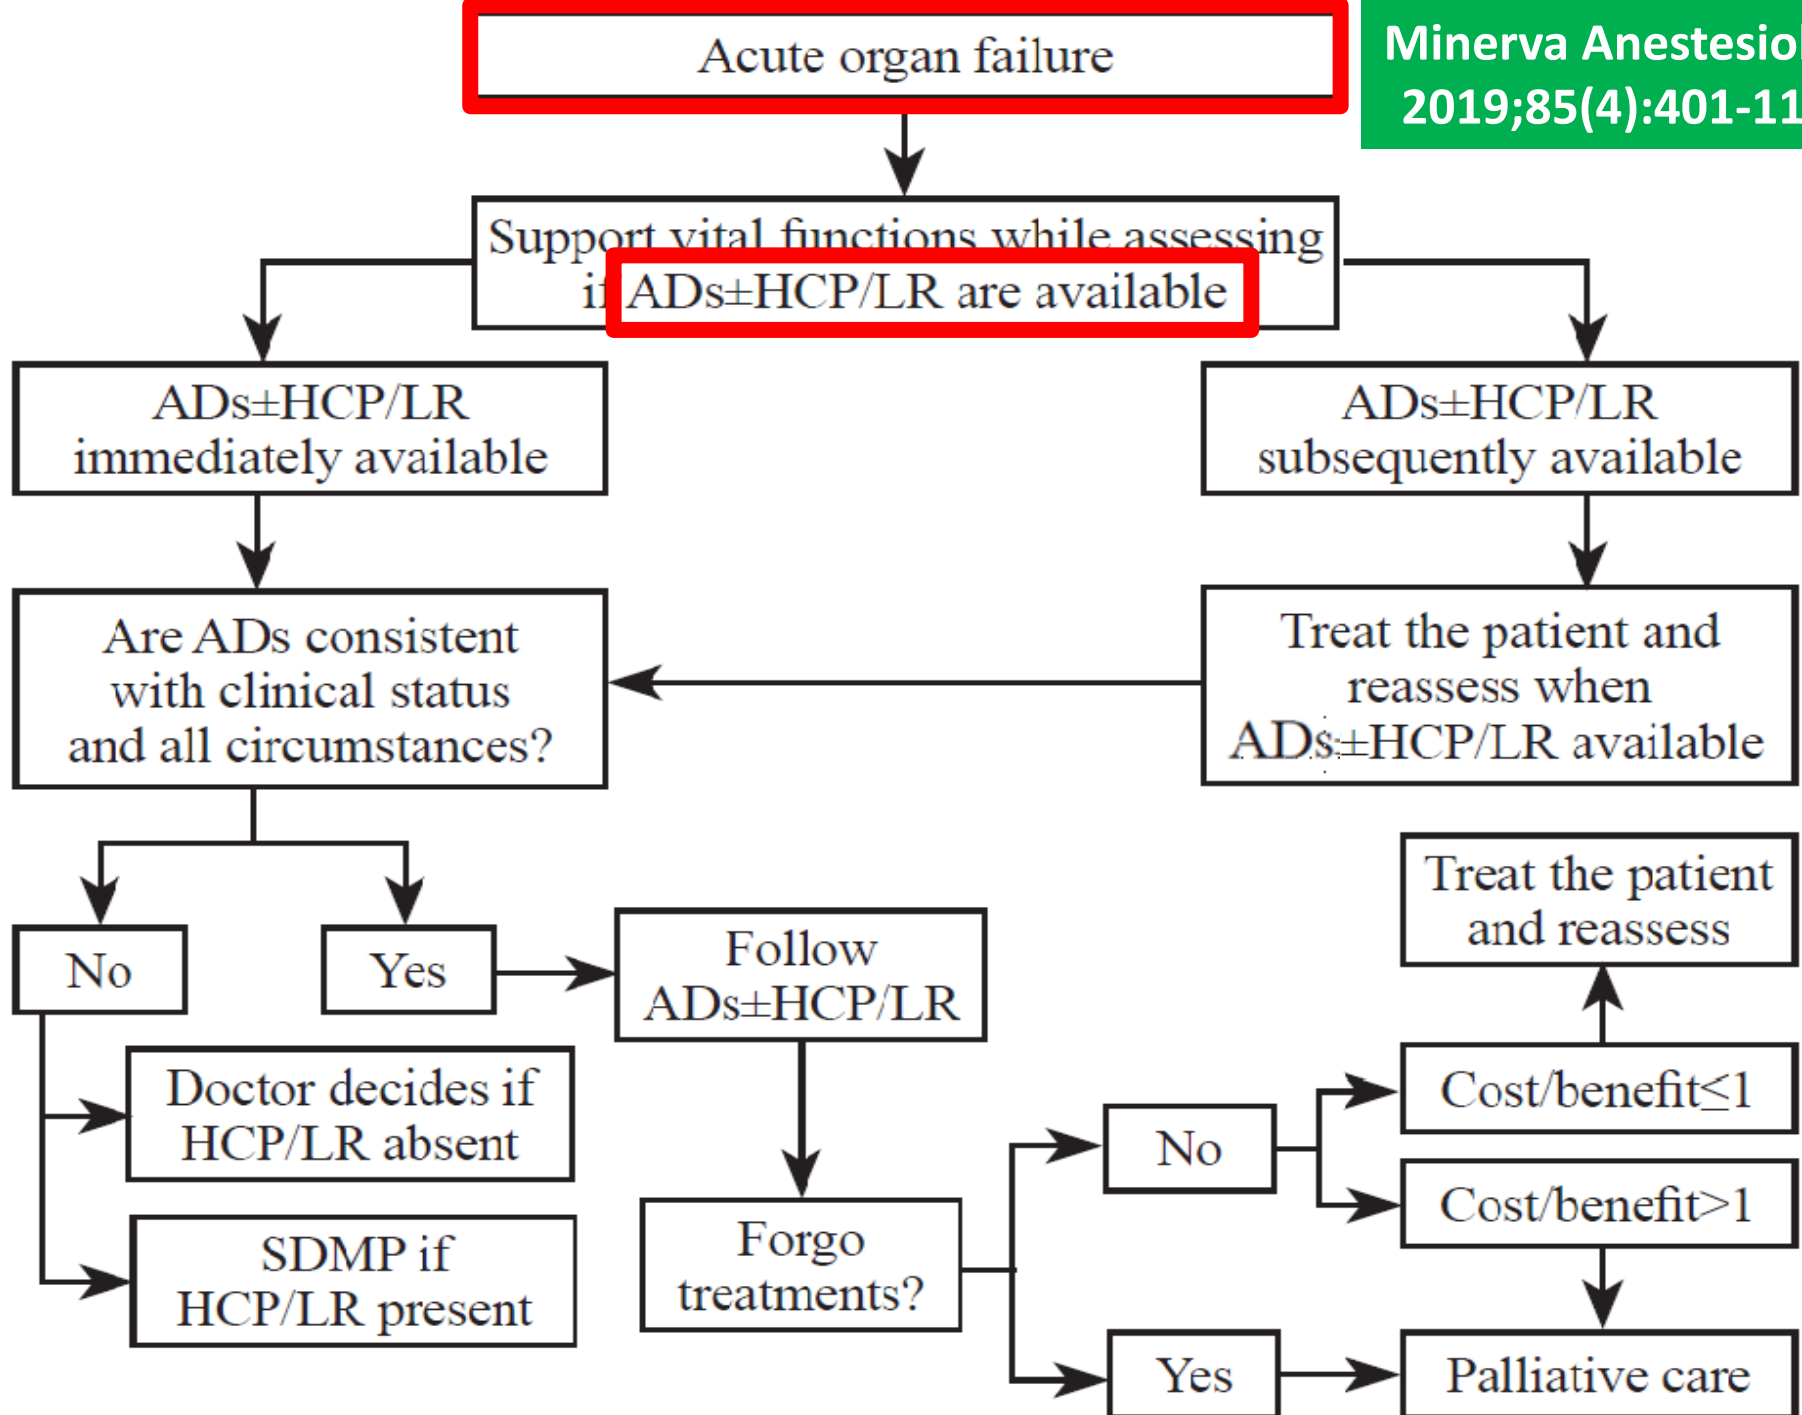 Acute organ failure
Minerva Anestesiol
2019;85(4):401-11
Support vital functions while assessing
if ADs±HCP/LR are available
ADs±HCP/LR
immediately available
ADs±HCP/LR
subsequently available
Are ADs consistent
with clinical status
and all circumstances?
Treat the patient and
reassess when
ADs±HCP/LR available
No
Yes
Follow
ADs±HCP/LR
Treat the patient
and reassess
Doctor decides if
HCP/LR absent
SDMP if
HCP/LR present
Forgo
treatments?
No
Cost/benefit≤1
Cost/benefit>1
Yes
Palliative care